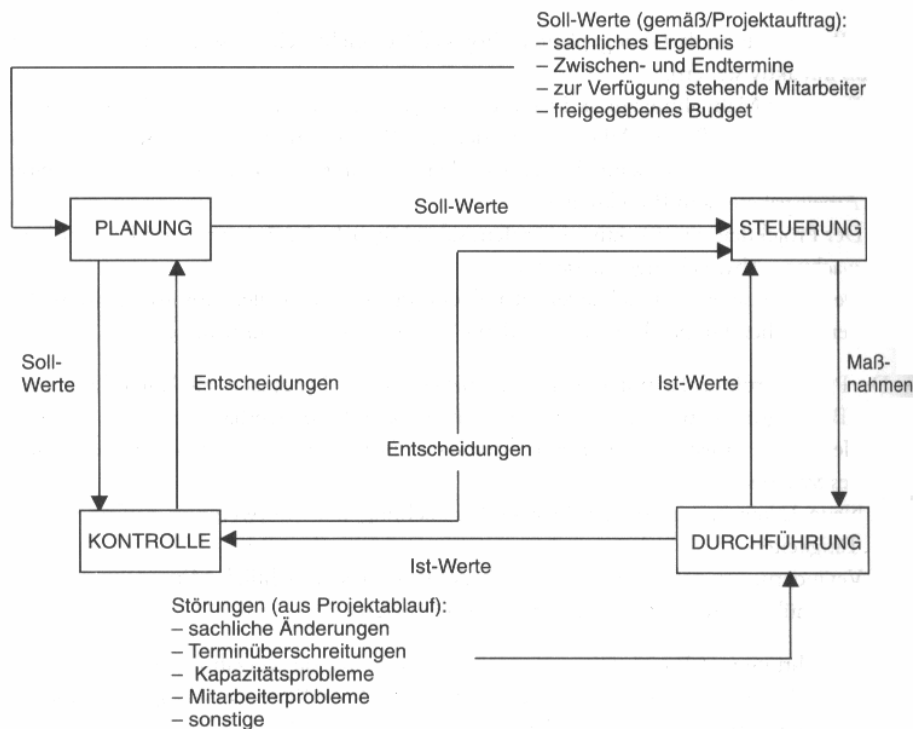 Soll-Werte (gemäß/Projektauftrag):
– sachliches Ergebnis
– Zwischen- und Endtermine
– zur Verfügung stehende Mitarbeiter
– freigegebenes Budget
PLANUNG
Soll-Werte
STEUERUNG
Soll-
Werte
Entscheidungen
Ist-Werte
Maß-
nahmen
Entscheidungen
KONTROLLE
Ist-Werte
DURCHFÜHRUNG
Störungen (aus Projektablauf):
– sachliche Änderungen
– Terminüberschreitungen
– Kapazitätsprobleme
– Mitarbeiterprobleme
– sonstige